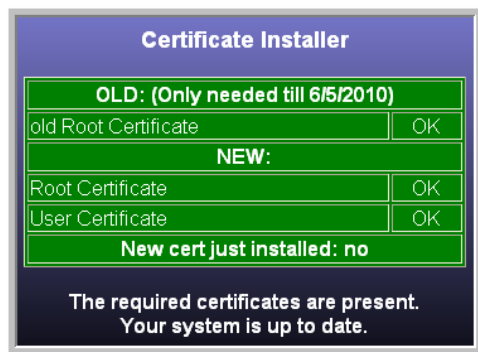 Certificate Installer
OLD: (Only needed till 6/5/2010)
old Root Certificate OK
NEW:
Root Certificate OK
User Certificate OK
New cert just installed: no
The required certificates are present.
Your system is up to date.